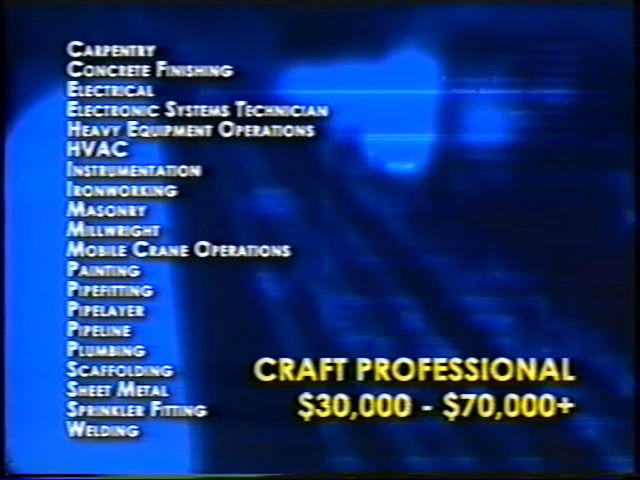 Carpentry
Concrete Finishing
Electrical
Electronic Systems Technician
Heavy Equipment Operations
HVAC
Instrumentation
Ironworking
Masonry
Millwright
Mobile Crane Operations
Painting
Pipefitting
Pipelayer
Pipeline
Plumbing
Scaffolding
Sheet Metal
Sprinkler Fitting
Welding
CRAFT PROFESSIONAL
$30,000 - $70,000+